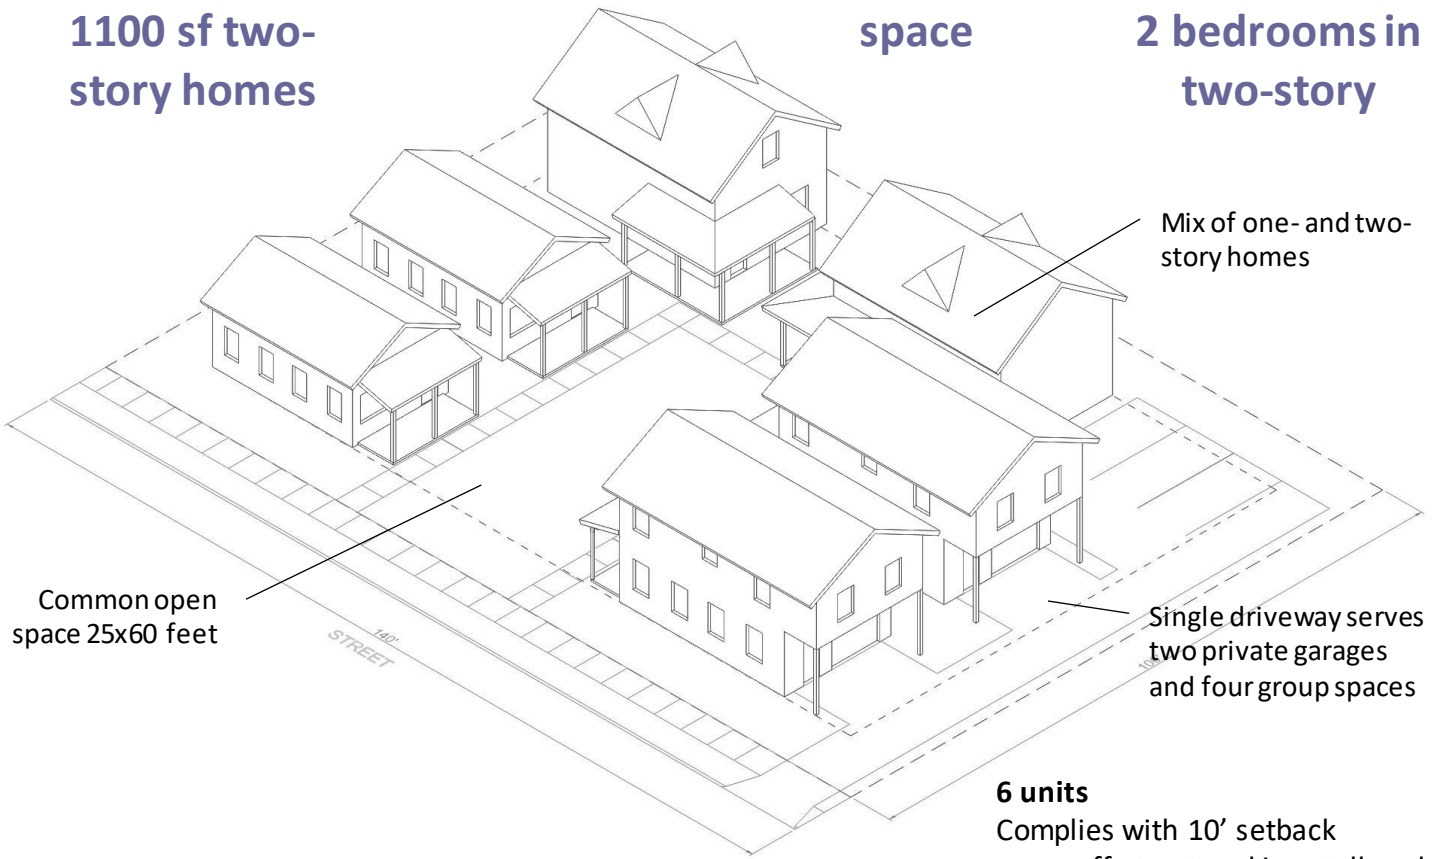 1100 sf two-
story homes
space
2 bedrooms in
two-story
Mix of one- and two-
story homes
Common open
space 25x60 feet
140'
STREET
Single driveway serves
two private garages
and four group spaces
6 units
Complies with 10' setback